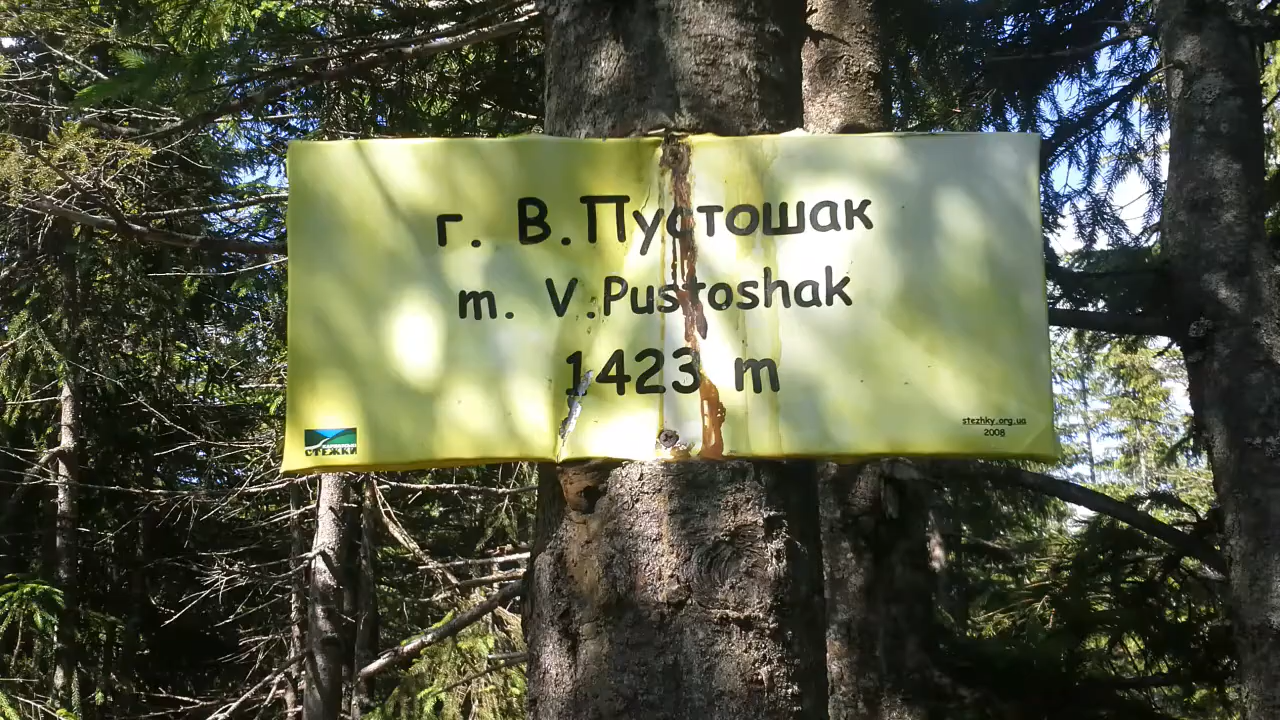 г. В.Пустошак
m. V.Pustoshak
1423 m
СТЕЖКИ
stezhky.org.ua
2008